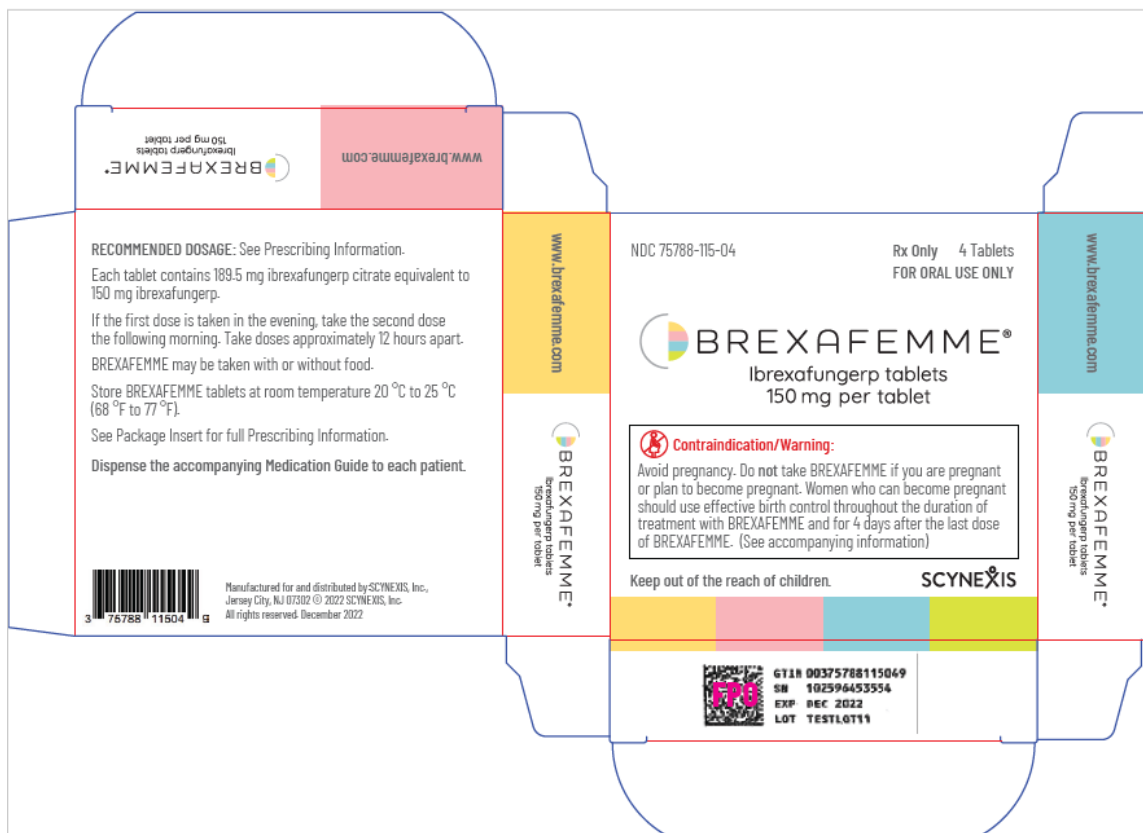 www.brexafemme.com
BREXAFEMME®
Ibrexafungerp tablets
150 mg per tablet
RECOMMENDED DOSAGE: See Prescribing Information.
Each tablet contains 189.5 mg ibrexafungerp citrate equivalent to
150 mg ibrexafungerp.
If the first dose is taken in the evening, take the second dose
the following morning. Take doses approximately 12 hours apart.
BREXAFEMME may be taken with or without food.
Store BREXAFEMME tablets at room temperature 20 °C to 25 °C
(68 °F to 77 °F).
See Package Insert for full Prescribing Information.
Dispense the accompanying Medication Guide to each patient.
3 75788 11504
Manufactured for and distributed by SCYNEXIS, Inc.,
Jersey City, NJ 07302 © 2022 SCYNEXIS, Inc.
All rights reserved. December 2022
www.brexafemme.com
BREXAFEMME®
Ibrexafungerp tablets
150 mg per tablet
NDC 75788-115-04
Rx Only 4 Tablets
FOR ORAL USE ONLY
BREXAFEMME®
Ibrexafungerp tablets
150 mg per tablet
Contraindication/Warning:
Avoid pregnancy. Do not take BREXAFEMME if you are pregnant
or plan to become pregnant. Women who can become pregnant
should use effective birth control throughout the duration of
treatment with BREXAFEMME and for 4 days after the last dose
of BREXAFEMME. (See accompanying information)
Keep out of the reach of children.
SCYNEXIS
FPO
GTIN 00375788115049
SN 102596453554
EXP DEC 2022
LOT TESTLOT11
www.brexafemme.com
BREXAFEMME®
Ibrexafungerp tablets
150 mg per tablet